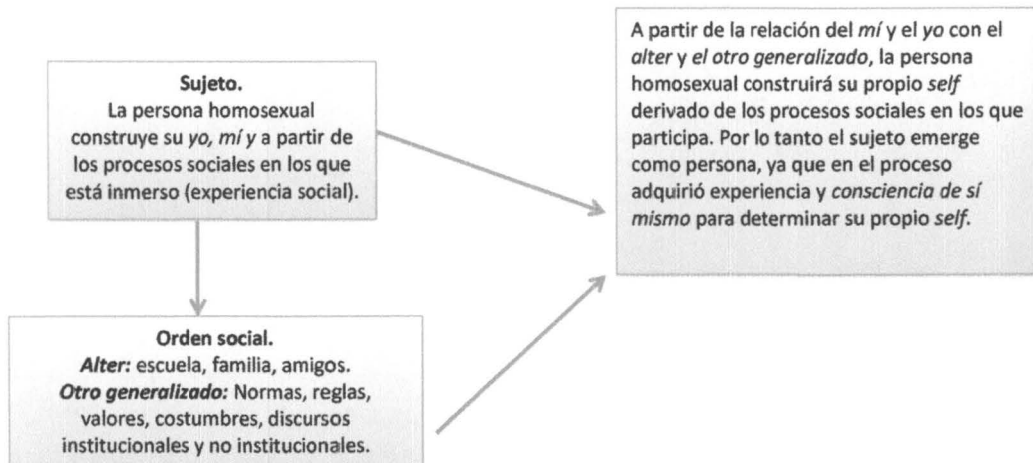 Sujeto.
La persona homosexual
construye su yo, mí y a partir de
los procesos sociales en los que
está inmerso (experiencia social).
Orden social.
Alter: escuela, familia, amigos.
Otro generalizado: Normas, reglas,
valores, costumbres, discursos
institucionales y no institucionales.
A partir de la relación del mí y el yo con el
alter y el otro generalizado, la persona
homosexual construirá su propio self
derivado de los procesos sociales en los que
participa. Por lo tanto el sujeto emerge
como persona, ya que en el proceso
adquirió experiencia y consciencia de sí
mismo para determinar su propio self.